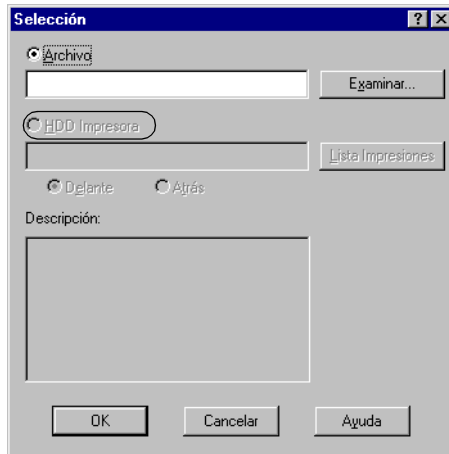 Selección
Archivo
Examinar...
HDD Impresora
Lista Impresiones
Delante Atrás
Descripción:
OK Cancelar Ayuda